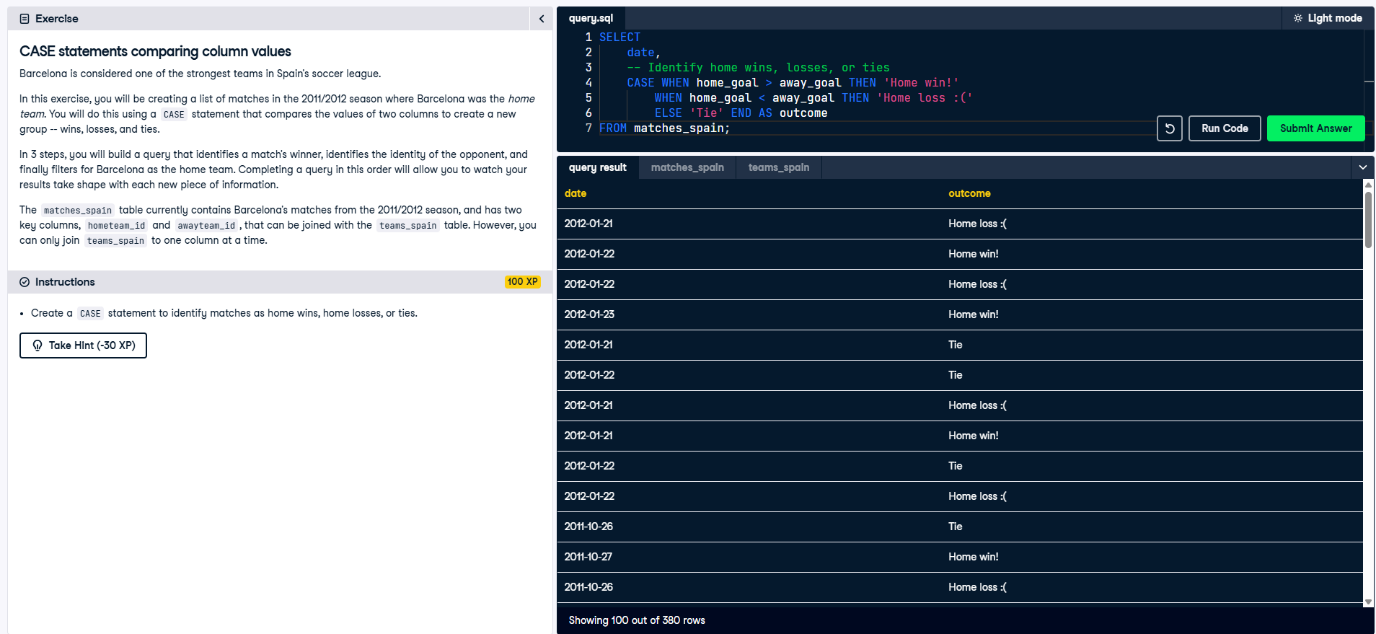 Exercise
CASE statements comparing column values
Barcelona is considered one of the strongest teams in Spain's soccer league.
In this exercise, you will be creating a list of matches in the 2011/2012 season where Barcelona was the home
team. You will do this using a CASE statement that compares the values of two columns to create a new
group -- wins, losses, and ties.
In 3 steps, you will build a query that identifies a match's winner, identifies the identity of the opponent, and
finally filters for Barcelona as the home team. Completing a query in this order will allow you to watch your
results take shape with each new piece of information.
The matches_spain table currently contains Barcelona's matches from the 2011/2012 season, and has two
key columns, hometeam_id and awayteam_id, that can be joined with the teams_spain table. However, you
can only join teams_spain to one column at a time.
Instructions
100 XP
• Create a CASE statement to identify matches as home wins, home losses, or ties.
Take Hint (-30 XP)
query.sql
Light mode
1 SELECT
2 date,
3 -- Identify home wins, losses, or ties
4 CASE WHEN home_goal > away_goal THEN 'Home win!'
5 WHEN home_goal < away_goal THEN 'Home loss :('
6 ELSE 'Tie' END AS outcome
7 FROM matches_spain;
Run Code
Submit Answer
query result matches_spain teams_spain
date outcome
2012-01-21 Home loss :(
2012-01-22 Home win!
2012-01-22 Home loss :(
2012-01-23 Home win!
2012-01-21 Tie
2012-01-22 Tie
2012-01-21 Home loss :(
2012-01-21 Home win!
2012-01-22 Tie
2012-01-22 Home loss :(
2011-10-26 Tie
2011-10-27 Home win!
2011-10-26 Home loss :(
Showing 100 out of 380 rows